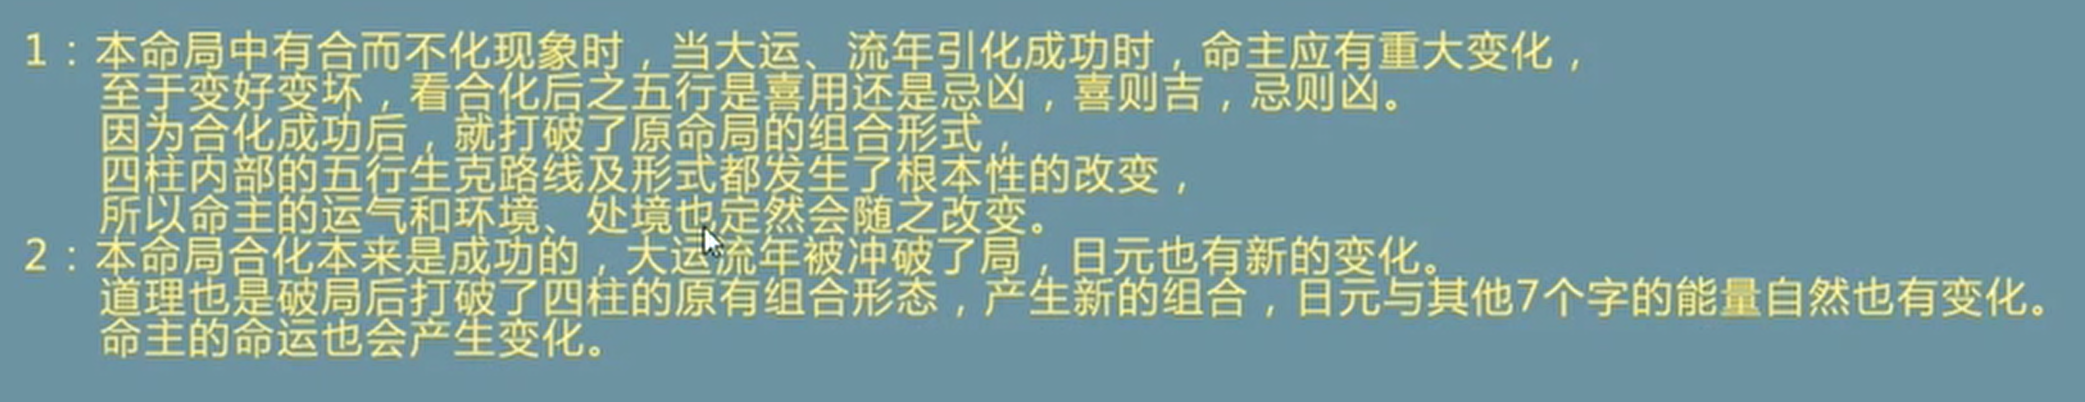 1：本命局中有合而不化现象时，当大运、流年引化成功时，命主应有重大变化，
至于变好变坏，看合化后之五行是喜用还是忌凶，喜则吉，忌则凶。
因为合化成功后，就打破了原命局的组合形式，
四柱内部的五行生克路线及形式都发生了根本性的改变，
所以命主的运气和环境、处境也定然会随之改变。
2：本命局合化本来是成功的，大运流年被冲破了局，日元也有新的变化。
道理也是破局后打破了四柱的原有组合形态，产生新的组合，日元与其他7个字的能量自然也有变化。
命主的命运也会产生变化。